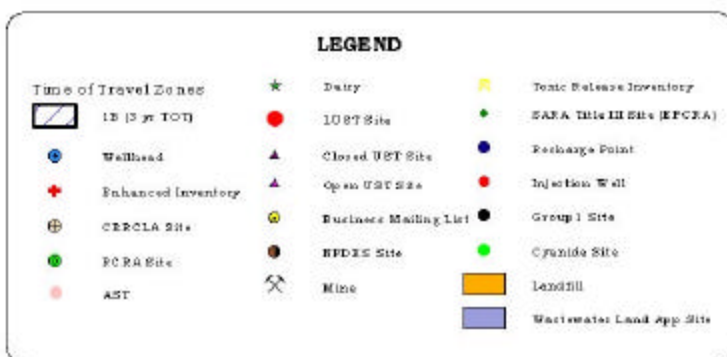 LEGEND
Time of Travel Zones
1B (3 yr TOT)
Wellhead
Enhanced Inventory
CERCLA Site
RCRA Site
AST
Dairy
LUST Site
Closed UST Site
Open UST Site
Business Mailing List
NPDES Site
Mine
Toxic Release Inventory
SARA Title III Site (EPCRA)
Recharge Point
Injection Well
Group 1 Site
Cyanide Site
Landfill
Wastewater Land App Site